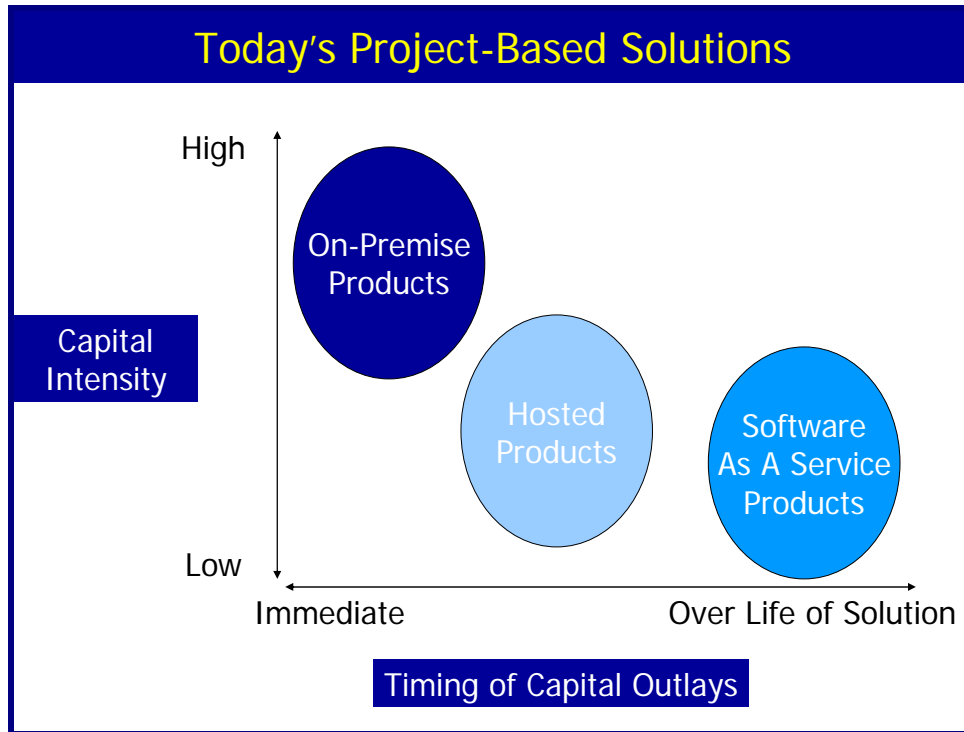 Today's Project-Based Solutions
High
On-Premise
Products
Capital
Intensity
Hosted
Products
Software
As A Service
Products
Low
Immediate
Over Life of Solution
Timing of Capital Outlays